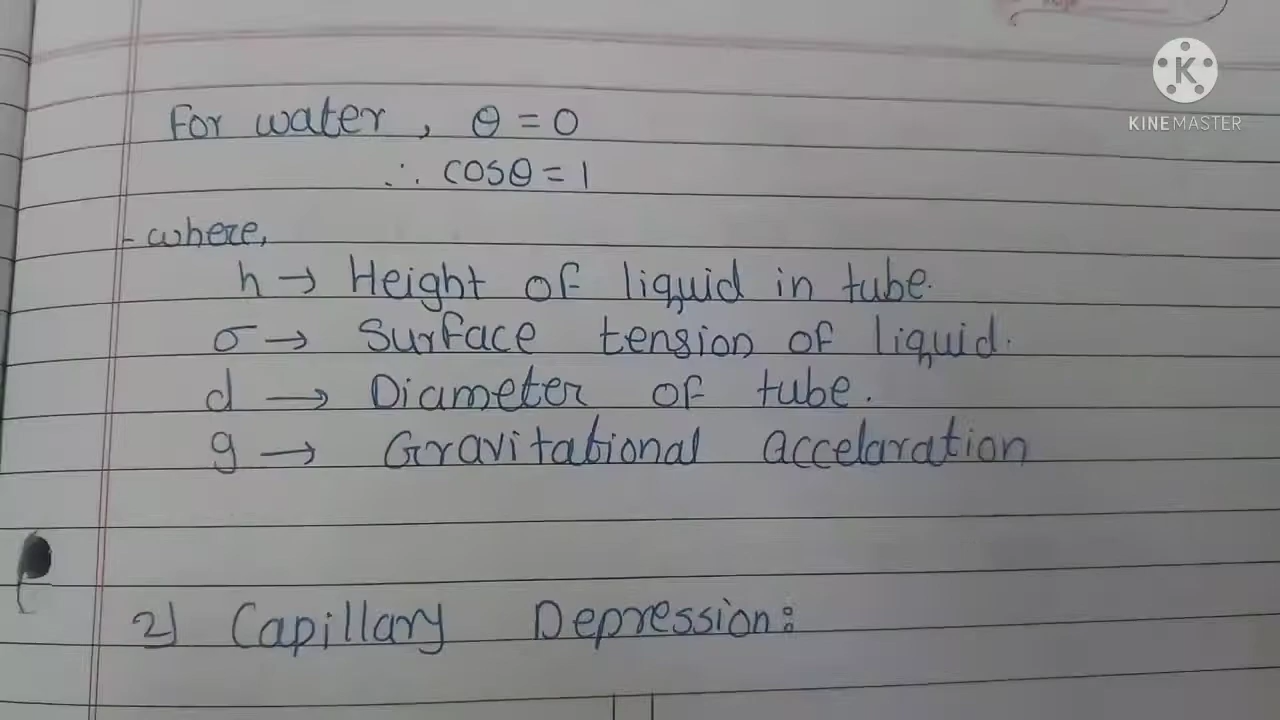 K
KINEMASTER
For water, θ = 0
∴ cosθ = 1
- where,
h → Height of liquid in tube.
σ → Surface tension of liquid.
d → Diameter of tube.
g → Gravitational accelaration
2) Capillary Depression: